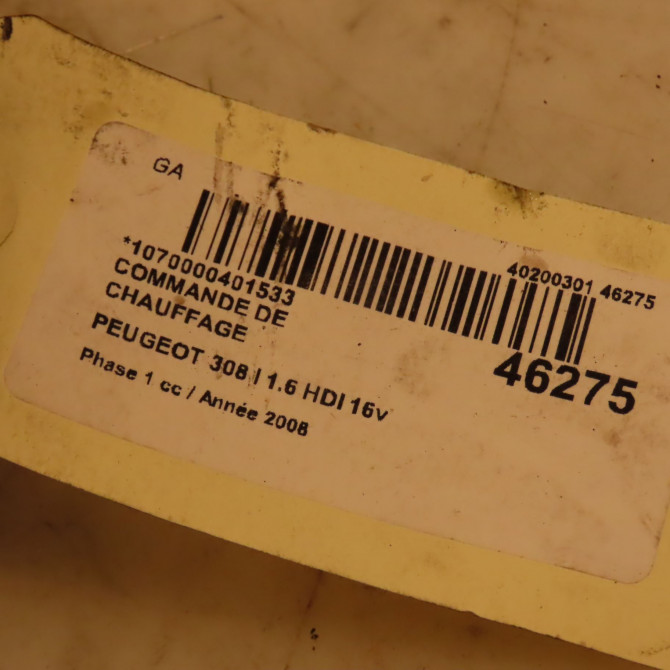 GA
*1070000401533
40200301 46275
COMMANDE DE
CHAUFFAGE
46275
PEUGEOT 308 I 1.6 HDI 16v
Phase 1 cc / Année 2008